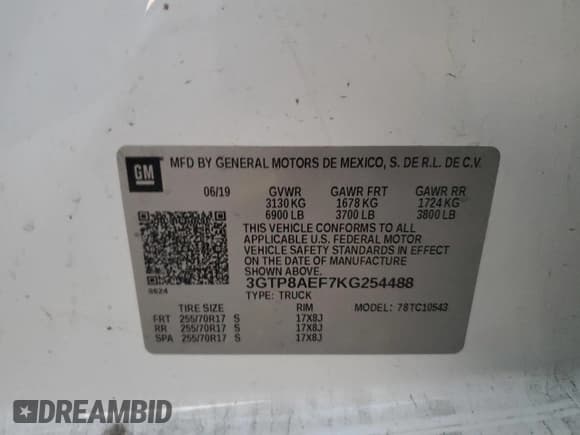 GM
MFD BY GENERAL MOTORS DE MEXICO, S. DE R.L. DE C.V.
06/19 GVWR GAWR FRT GAWR RR
3130 KG 1678 KG 1724 KG
6900 LB 3700 LB 3800 LB
THIS VEHICLE CONFORMS TO ALL
APPLICABLE U.S. FEDERAL MOTOR
VEHICLE SAFETY STANDARDS IN EFFECT
ON THE DATE OF MANUFACTURE SHOWN ABOVE.
3GTP8AEF7KG254488
8624 TYPE: TRUCK
MODEL: 78TC10543
TIRE SIZE RIM
FRT 255/70R17 S 17X8J
RR 255/70R17 S 17X8J
SPA 255/70R17 S 17X8J
DREAMBID